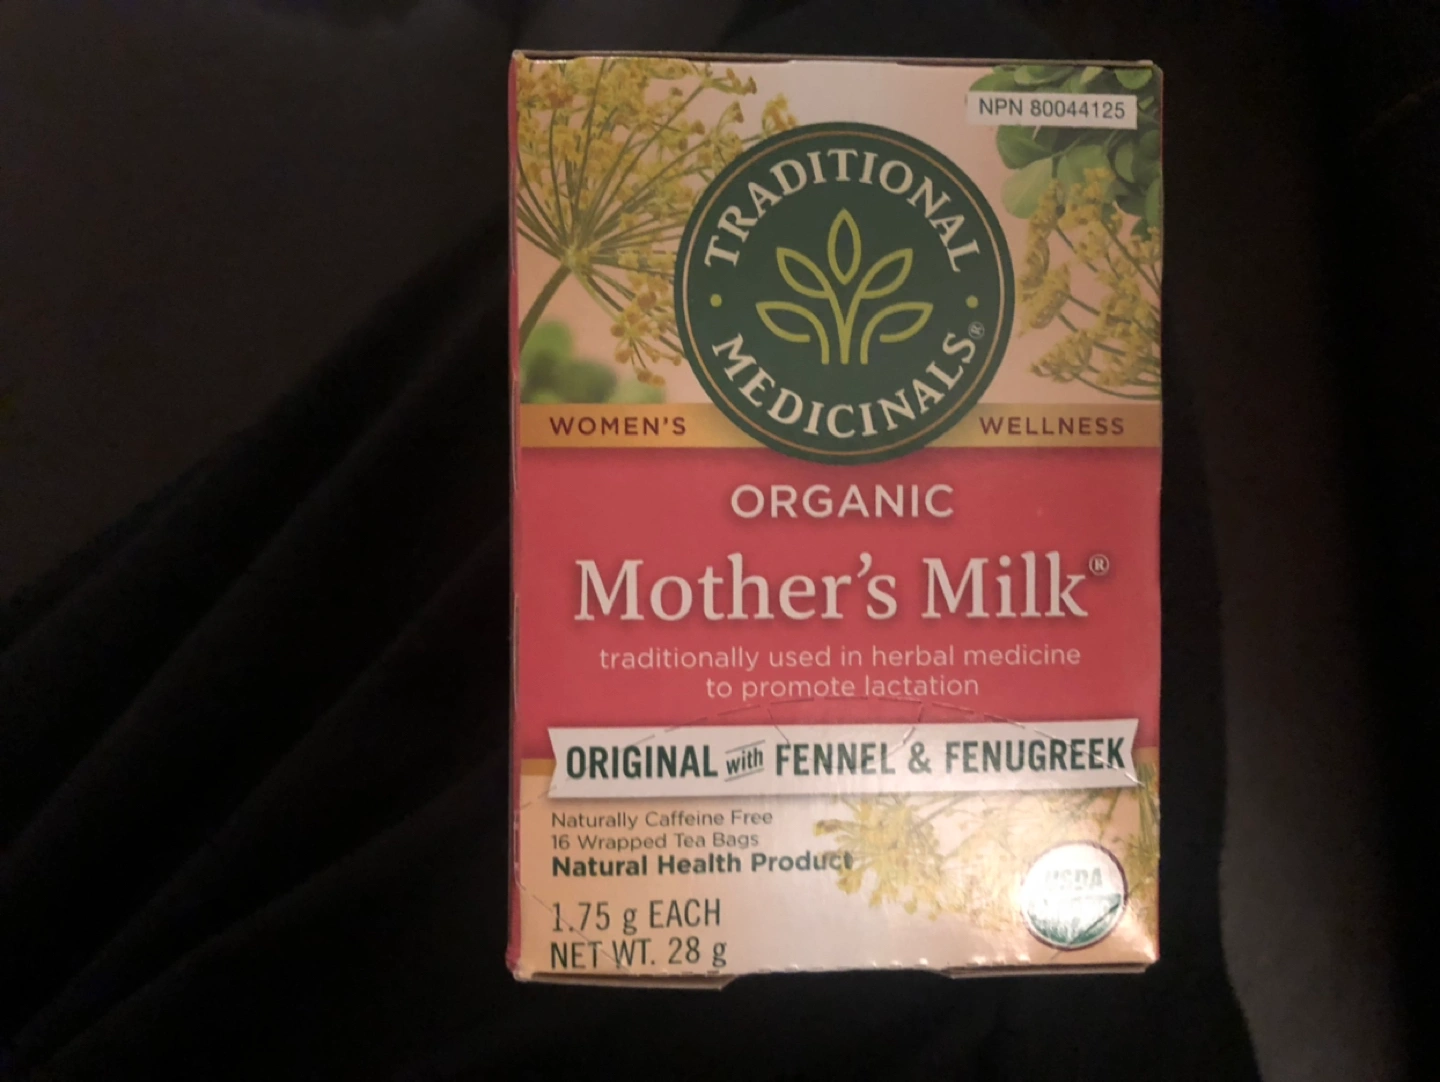 NPN 80044125
TRADITIONAL
MEDICINALS®
WOMEN'S WELLNESS
ORGANIC
Mother's Milk®
traditionally used in herbal medicine
to promote lactation
ORIGINAL with FENNEL & FENUGREEK
Naturally Caffeine Free
16 Wrapped Tea Bags
Natural Health Product
1.75 g EACH
NET WT. 28 g
USDA